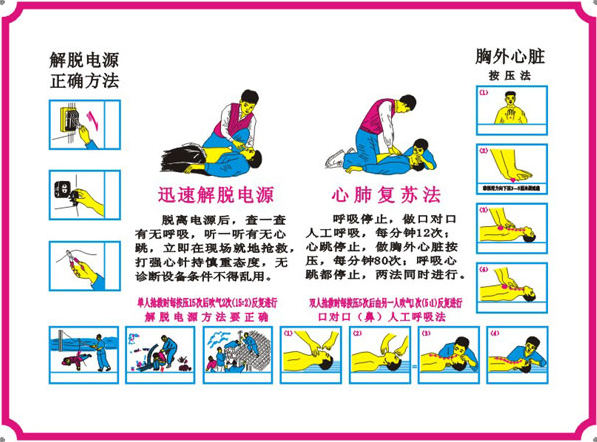 解脱电源
正确方法
胸外心脏
按压法
(1)
迅速解脱电源
脱离电源后，查一查
有无呼吸，听一听有无心
跳，立即在现场就地抢救，
打强心针持慎重态度，无
诊断设备条件不得乱用。
心肺复苏法
呼吸停止，做口对口
人工呼吸，每分钟12次；
心跳停止，做胸外心脏按
压，每分钟80次；呼吸心
跳都停止，两法同时进行。
单人抢救时每按压15次后吹气2次(15:2)反复进行
解脱电源方法要正确
双人抢救时每按压5次后由另一人吹气1次(5:1)反复进行
口对口（鼻）人工呼吸法
(1)
(2)
(3)
(4)